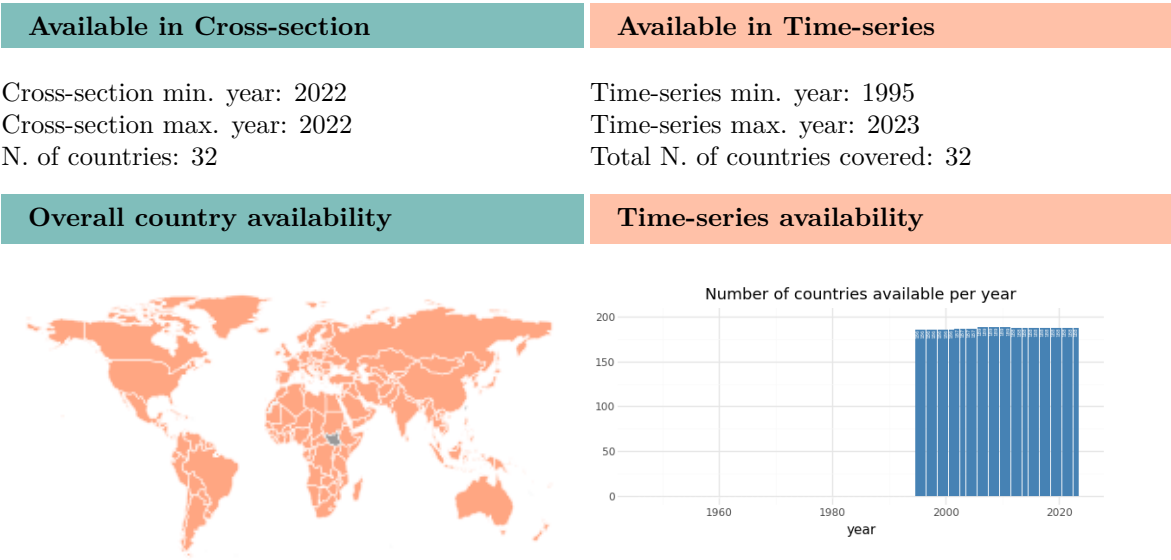 Available in Cross-section
Available in Time-series
Cross-section min. year: 2022
Cross-section max. year: 2022
N. of countries: 32
Time-series min. year: 1995
Time-series max. year: 2023
Total N. of countries covered: 32
Overall country availability
Time-series availability
Number of countries available per year
200
150
100
50
0
1960
1980
2000
2020
year